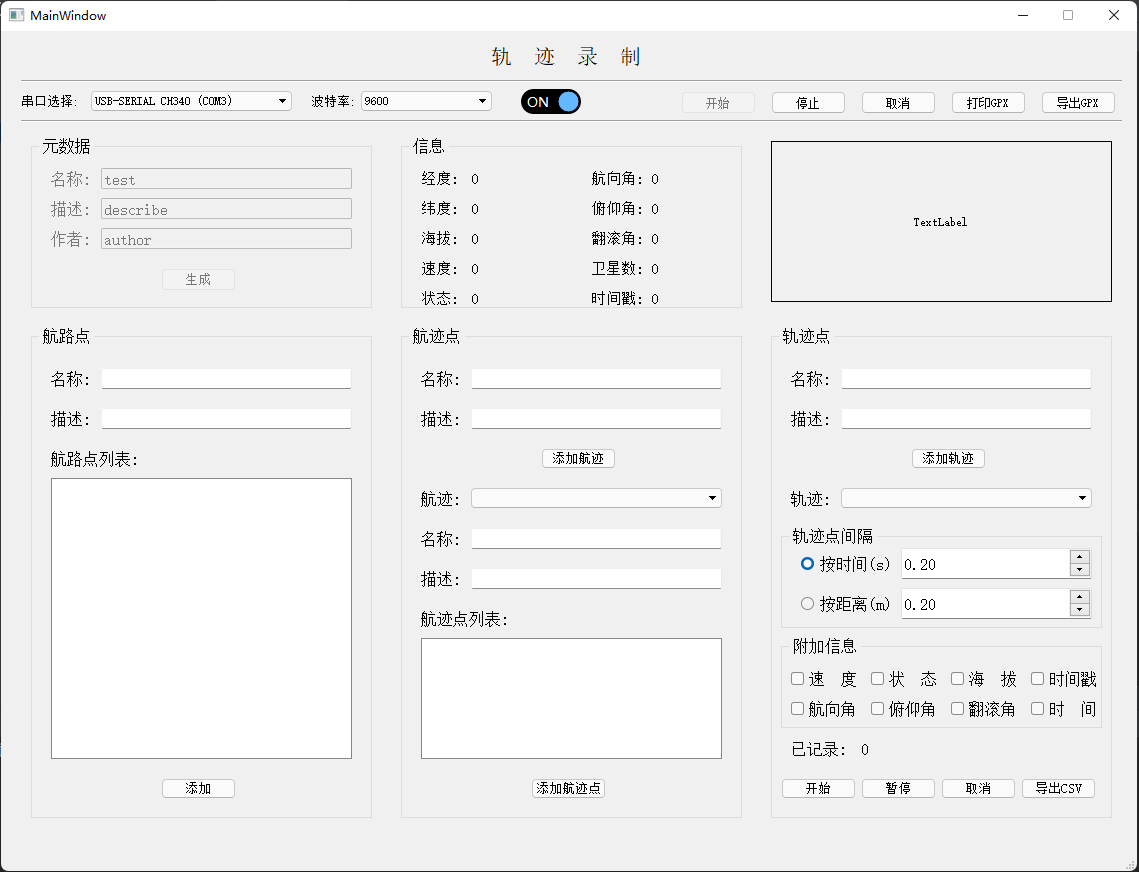 MainWindow
轨 迹 录 制
串口选择: USB-SERIAL CH340 (COM3) 波特率: 9600 ON 开始 停止 取消 打印GPX 导出GPX
元数据
名称: test
描述: describe
作者: author
生成
信息
经度: 0 航向角: 0
纬度: 0 俯仰角: 0
海拔: 0 翻滚角: 0
速度: 0 卫星数: 0
状态: 0 时间戳: 0
TextLabel
航路点
名称:
描述:
航路点列表:
添加
航迹点
名称:
描述:
添加航迹
航迹:
名称:
描述:
航迹点列表:
添加航迹点
轨迹点
名称:
描述:
添加轨迹
轨迹:
轨迹点间隔
按时间(s) 0.20
按距离(m) 0.20
附加信息
速 度 状 态 海 拔 时间戳
航向角 俯仰角 翻滚角 时 间
已记录: 0
开始 暂停 取消 导出CSV